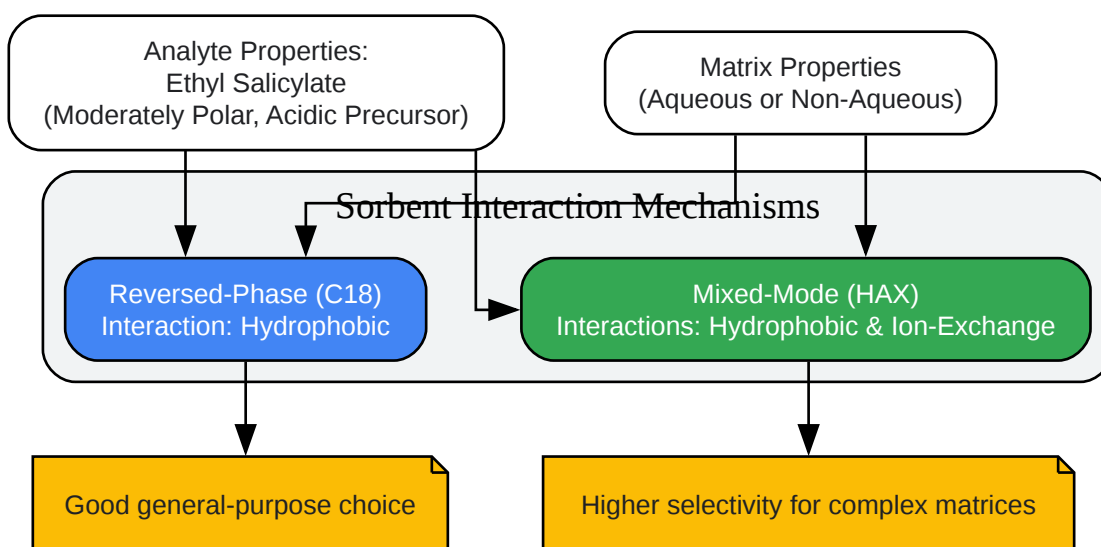 Analyte Properties:
Ethyl Salicylate
(Moderately Polar, Acidic Precursor)
Matrix Properties
(Aqueous or Non-Aqueous)
Sorbent Interaction Mechanisms
Reversed-Phase (C18)
Interaction: Hydrophobic
Mixed-Mode (HAX)
Interactions: Hydrophobic & Ion-Exchange
Good general-purpose choice
Higher selectivity for complex matrices